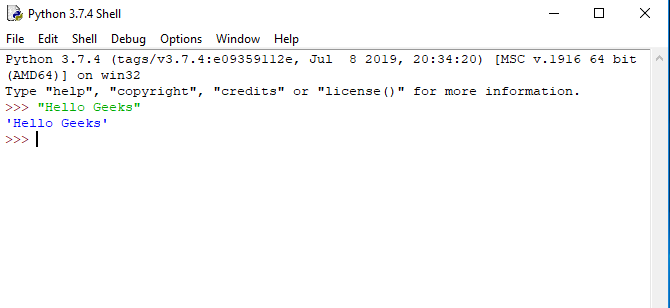 Python 3.7.4 Shell
File Edit Shell Debug Options Window Help
Python 3.7.4 (tags/v3.7.4:e09359112e, Jul  8 2019, 20:34:20) [MSC v.1916 64 bit
(AMD64)] on win32
Type "help", "copyright", "credits" or "license()" for more information.
>>> "Hello Geeks"
'Hello Geeks'
>>>